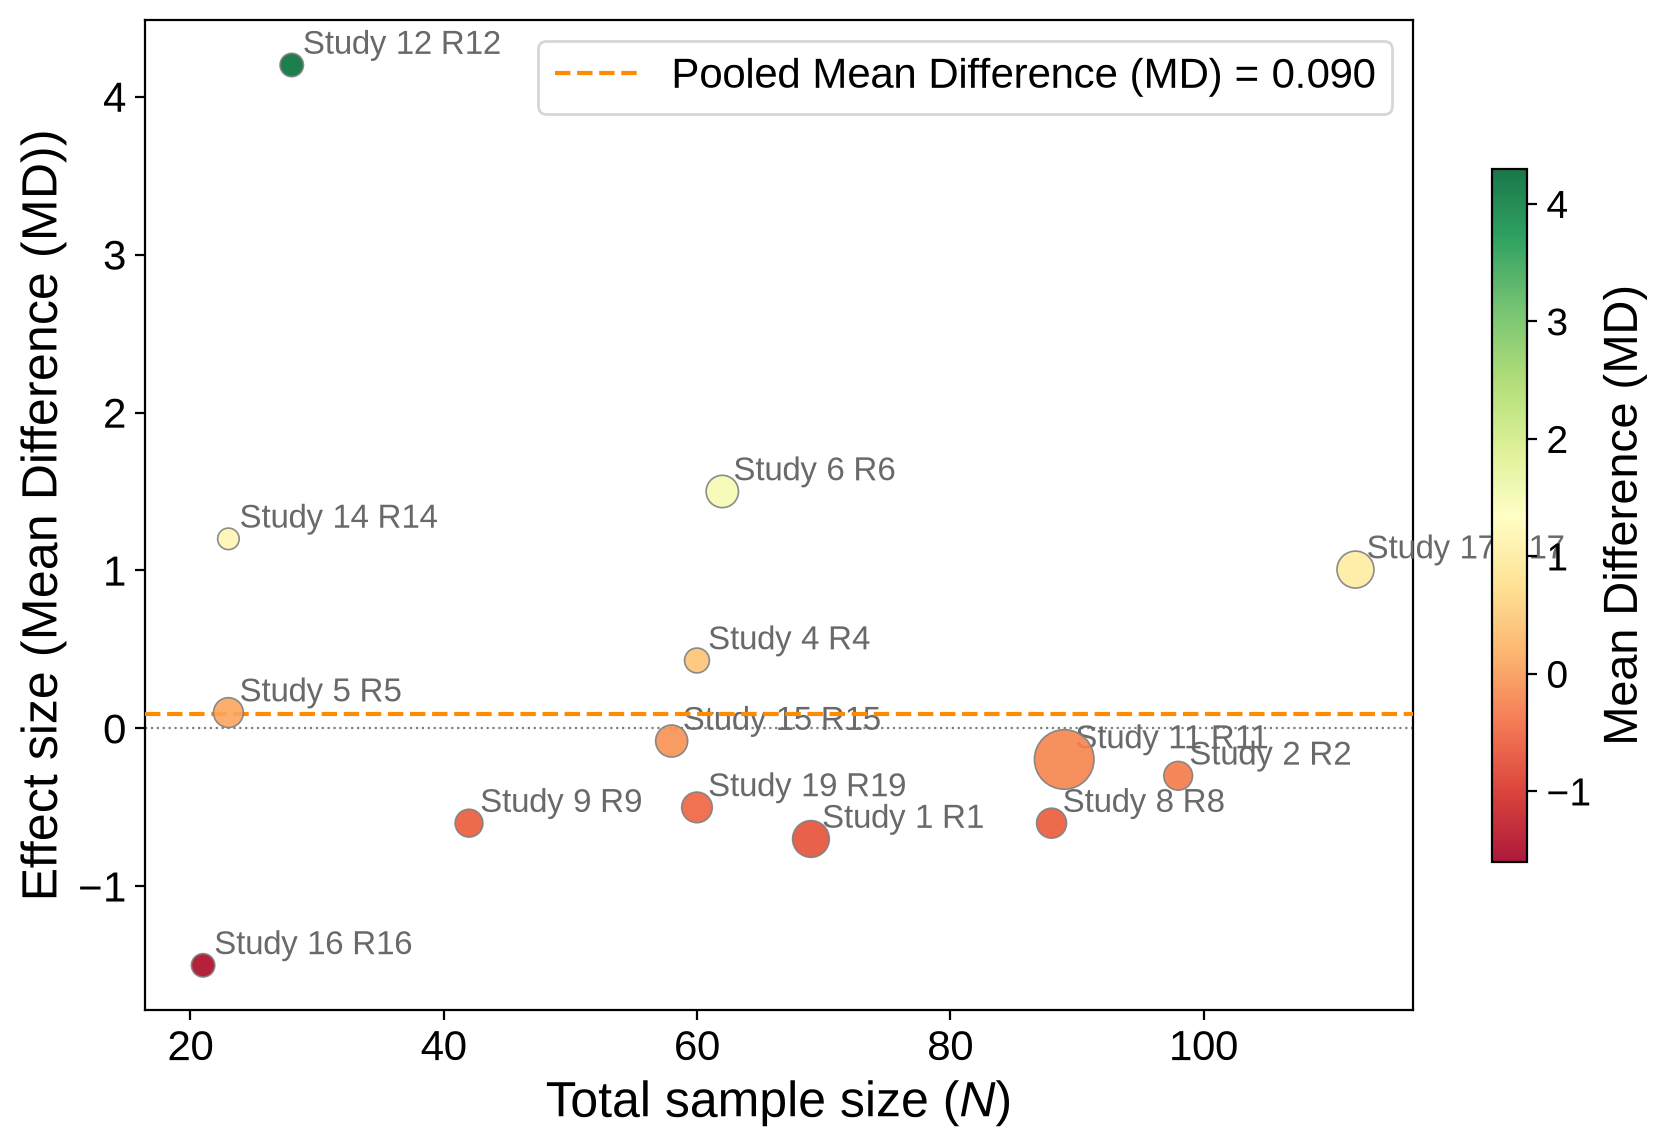 Study 12 R12
Pooled Mean Difference (MD) = 0.090
Study 6 R6
Study 14 R14
Study 17 17
Study 4 R4
Study 5 R5
Study 15 R15
Study 11 R11
Study 2 R2
Study 19 R19
Study 9 R9
Study 8 R8
Study 1 R1
Study 16 R16
4
3
2
1
0
−1
Effect size (Mean Difference (MD))
20
40
60
80
100
Total sample size (N)
4
3
2
1
0
−1
Mean Difference (MD)